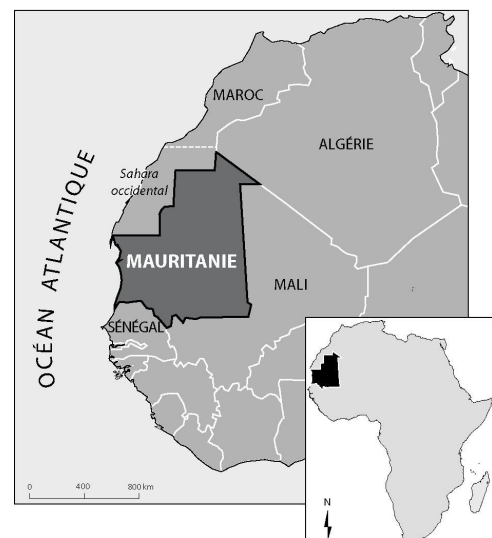 MAROC
ALGÉRIE
Sahara
occidental
OCÉAN ATLANTIQUE
MAURITANIE
MALI
SÉNÉGAL
0 400 800 km
N